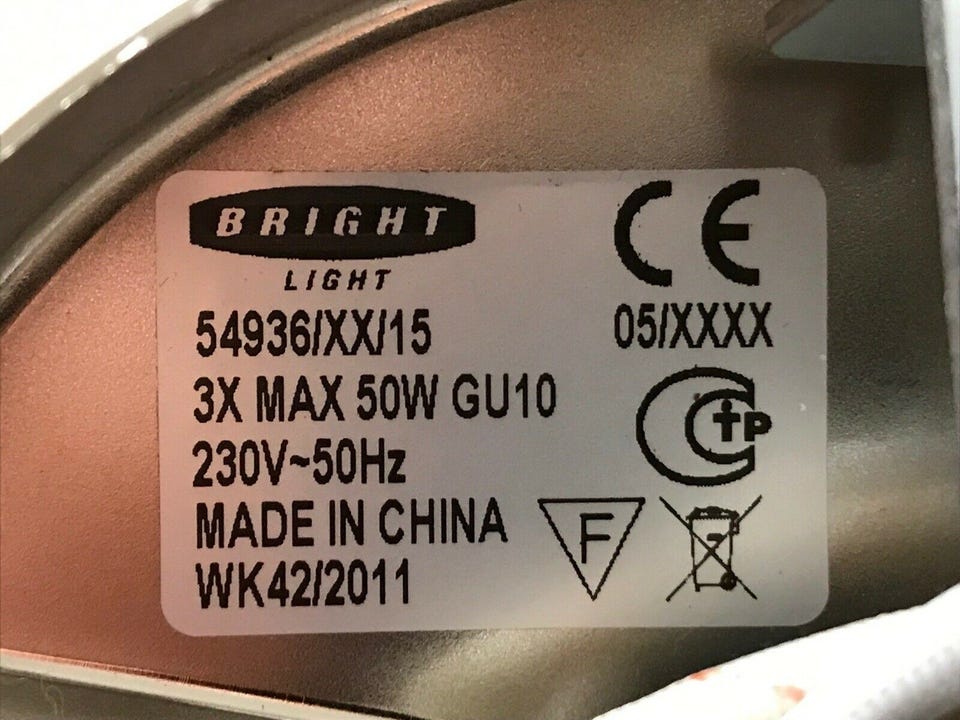 BRIGHT
LIGHT
CE
54936/XX/15
05/XXXX
3X MAX 50W GU10
230V~50Hz
MADE IN CHINA
WK42/2011
F